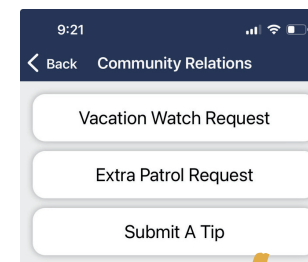 9:21
Back Community Relations
Vacation Watch Request
Extra Patrol Request
Submit A Tip